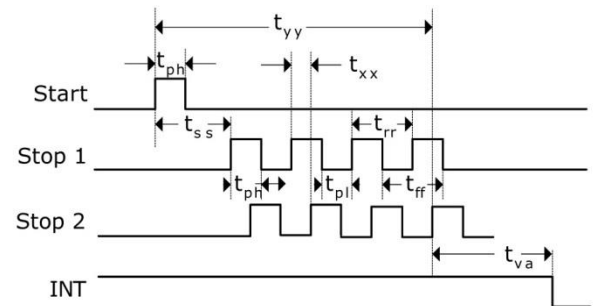 t_yy
t_ph t_xx
Start
t_ss t_rr
Stop 1
t_ph t_pl t_ff
Stop 2
t_va
INT